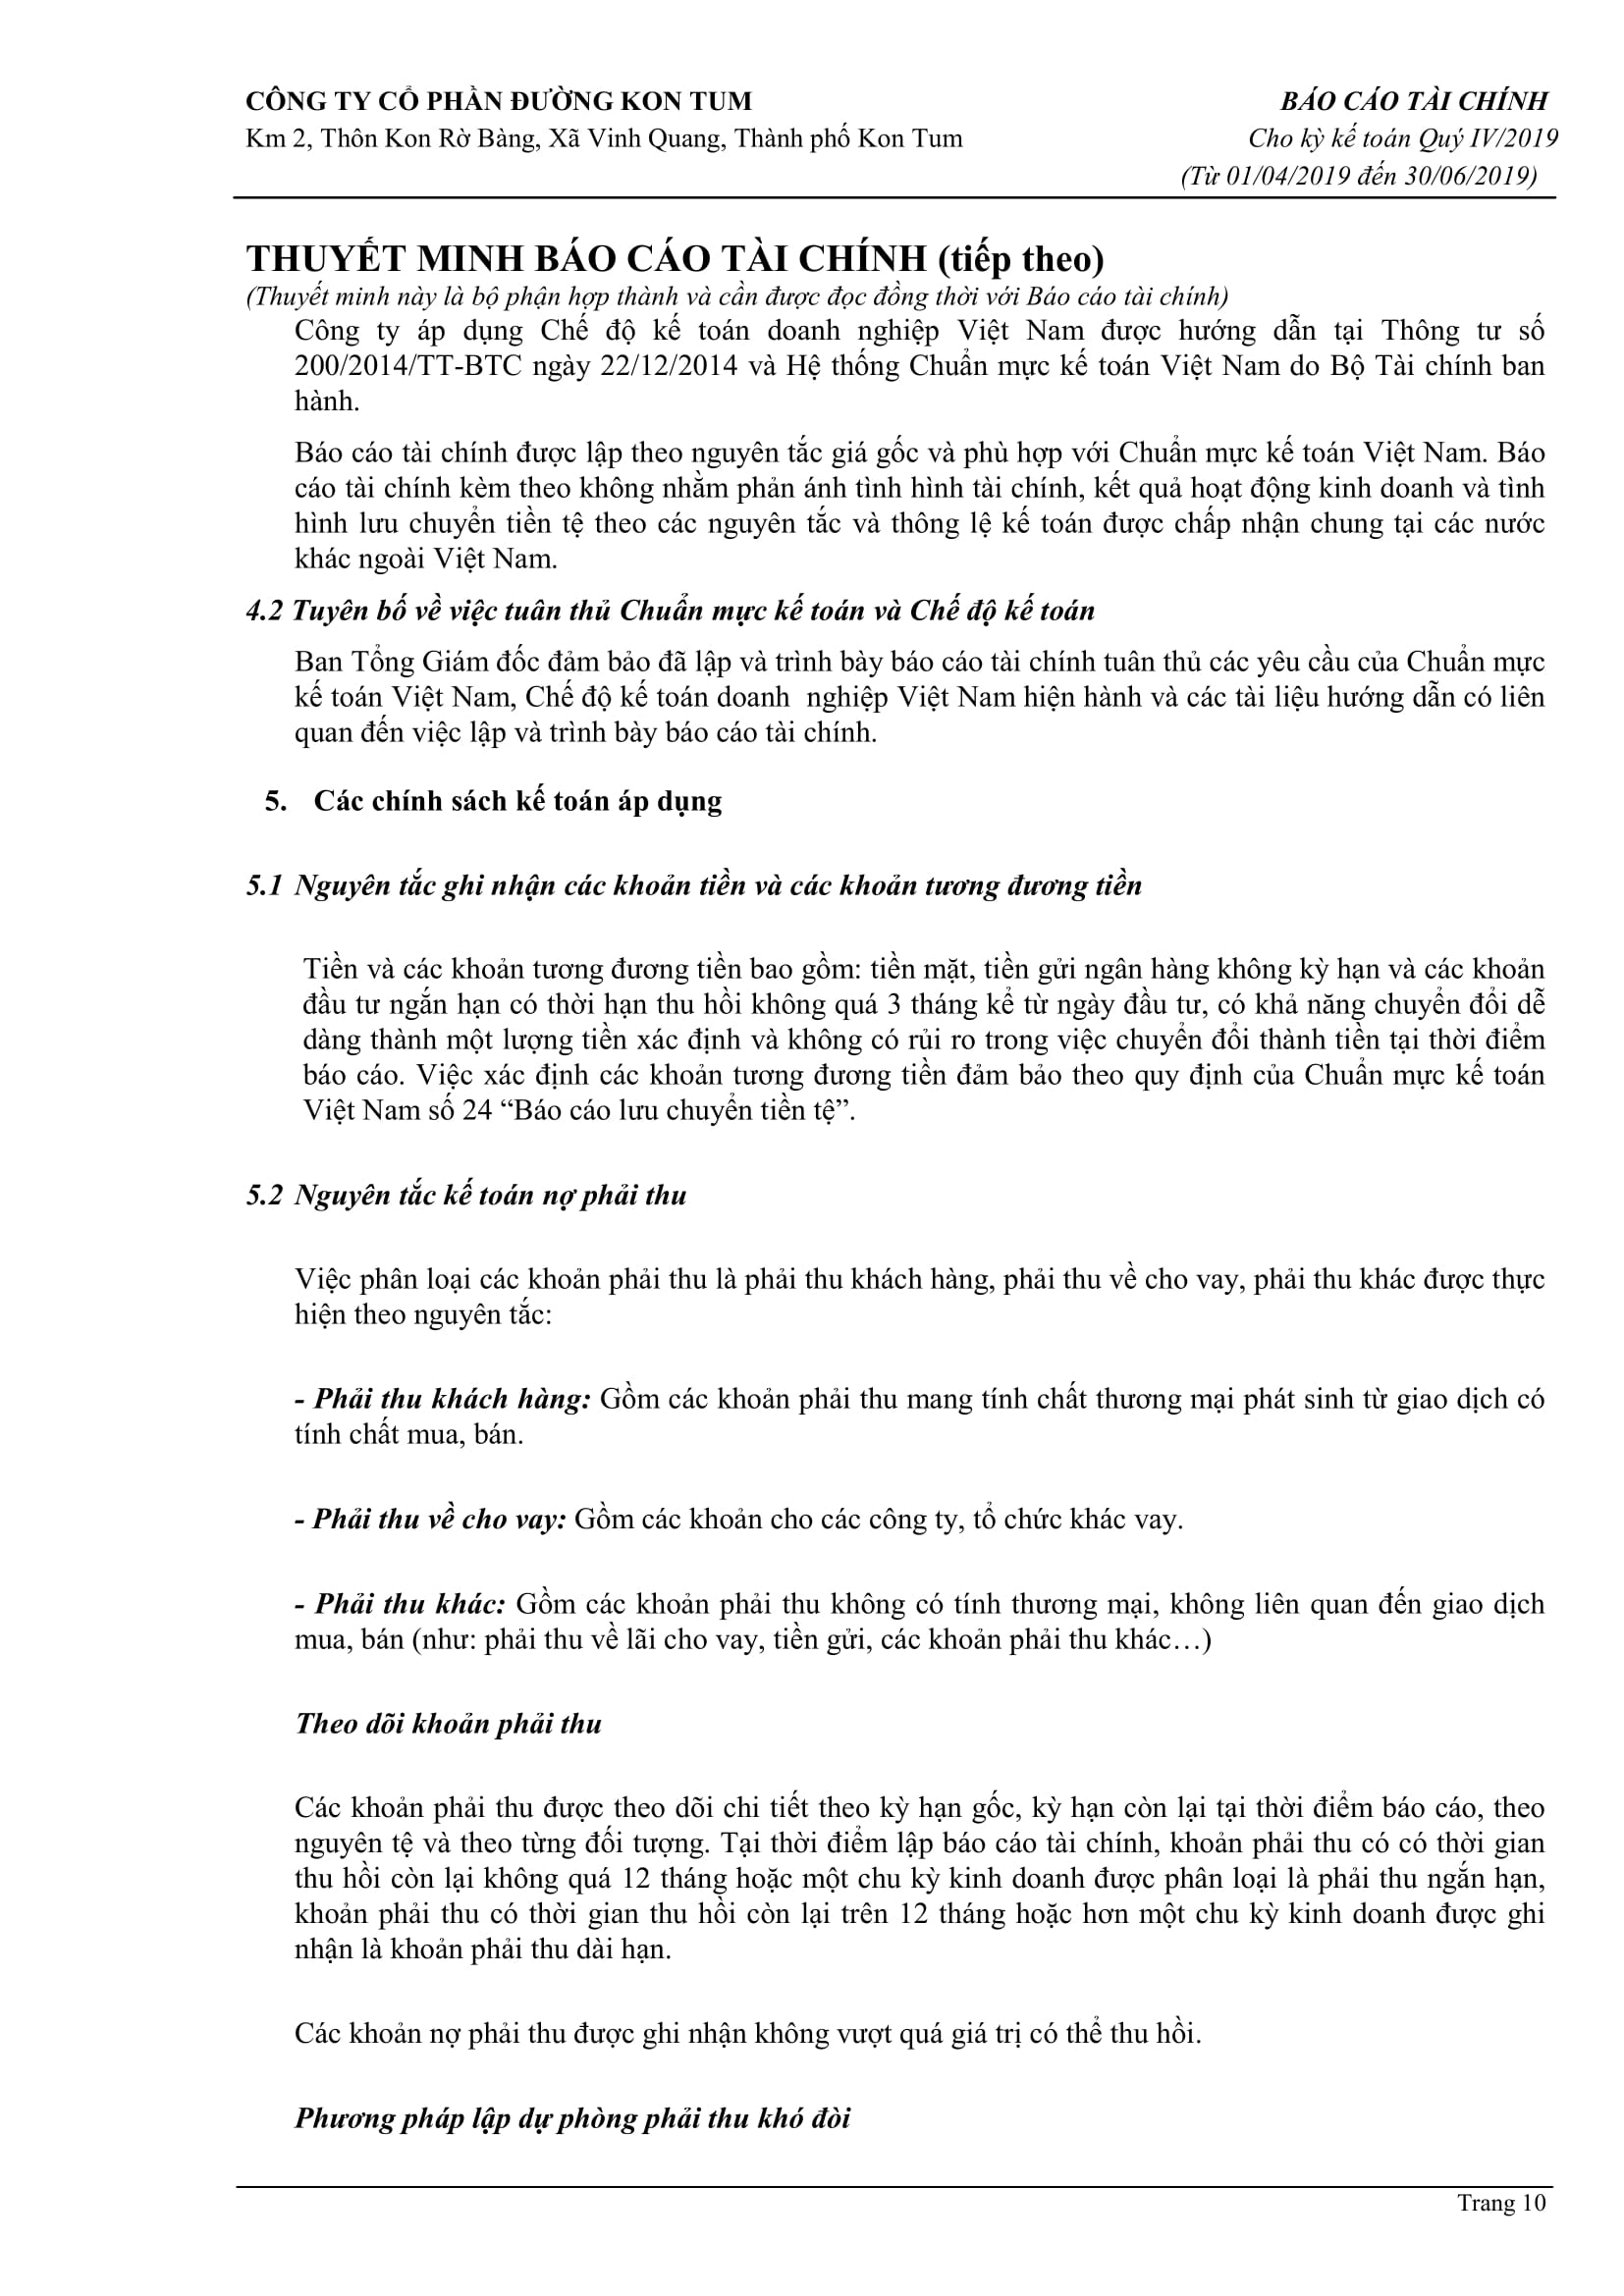 CÔNG TY CỔ PHẦN ĐƯỜNG KON TUM
BÁO CÁO TÀI CHÍNH
Km 2, Thôn Kon Rờ Bàng, Xã Vinh Quang, Thành phố Kon Tum
Cho kỳ kế toán Quý IV/2019
(Từ 01/04/2019 đến 30/06/2019)
THUYẾT MINH BÁO CÁO TÀI CHÍNH (tiếp theo)
(Thuyết minh này là bộ phận hợp thành và cần được đọc đồng thời với Báo cáo tài chính)
Công ty áp dụng Chế độ kế toán doanh nghiệp Việt Nam được hướng dẫn tại Thông tư số
200/2014/TT-BTC ngày 22/12/2014 và Hệ thống Chuẩn mực kế toán Việt Nam do Bộ Tài chính ban
hành.
Báo cáo tài chính được lập theo nguyên tắc giá gốc và phù hợp với Chuẩn mực kế toán Việt Nam. Báo
cáo tài chính kèm theo không nhằm phản ánh tình hình tài chính, kết quả hoạt động kinh doanh và tình
hình lưu chuyển tiền tệ theo các nguyên tắc và thông lệ kế toán được chấp nhận chung tại các nước
khác ngoài Việt Nam.
4.2 Tuyên bố về việc tuân thủ Chuẩn mực kế toán và Chế độ kế toán
Ban Tổng Giám đốc đảm bảo đã lập và trình bày báo cáo tài chính tuân thủ các yêu cầu của Chuẩn mực
kế toán Việt Nam, Chế độ kế toán doanh  nghiệp Việt Nam hiện hành và các tài liệu hướng dẫn có liên
quan đến việc lập và trình bày báo cáo tài chính.
5. Các chính sách kế toán áp dụng
5.1 Nguyên tắc ghi nhận các khoản tiền và các khoản tương đương tiền
Tiền và các khoản tương đương tiền bao gồm: tiền mặt, tiền gửi ngân hàng không kỳ hạn và các khoản
đầu tư ngắn hạn có thời hạn thu hồi không quá 3 tháng kể từ ngày đầu tư, có khả năng chuyển đổi dễ
dàng thành một lượng tiền xác định và không có rủi ro trong việc chuyển đổi thành tiền tại thời điểm
báo cáo. Việc xác định các khoản tương đương tiền đảm bảo theo quy định của Chuẩn mực kế toán
Việt Nam số 24 “Báo cáo lưu chuyển tiền tệ”.
5.2 Nguyên tắc kế toán nợ phải thu
Việc phân loại các khoản phải thu là phải thu khách hàng, phải thu về cho vay, phải thu khác được thực
hiện theo nguyên tắc:
- Phải thu khách hàng: Gồm các khoản phải thu mang tính chất thương mại phát sinh từ giao dịch có
tính chất mua, bán.
- Phải thu về cho vay: Gồm các khoản cho các công ty, tổ chức khác vay.
- Phải thu khác: Gồm các khoản phải thu không có tính thương mại, không liên quan đến giao dịch
mua, bán (như: phải thu về lãi cho vay, tiền gửi, các khoản phải thu khác…)
Theo dõi khoản phải thu
Các khoản phải thu được theo dõi chi tiết theo kỳ hạn gốc, kỳ hạn còn lại tại thời điểm báo cáo, theo
nguyên tệ và theo từng đối tượng. Tại thời điểm lập báo cáo tài chính, khoản phải thu có có thời gian
thu hồi còn lại không quá 12 tháng hoặc một chu kỳ kinh doanh được phân loại là phải thu ngắn hạn,
khoản phải thu có thời gian thu hồi còn lại trên 12 tháng hoặc hơn một chu kỳ kinh doanh được ghi
nhận là khoản phải thu dài hạn.
Các khoản nợ phải thu được ghi nhận không vượt quá giá trị có thể thu hồi.
Phương pháp lập dự phòng phải thu khó đòi
Trang 10